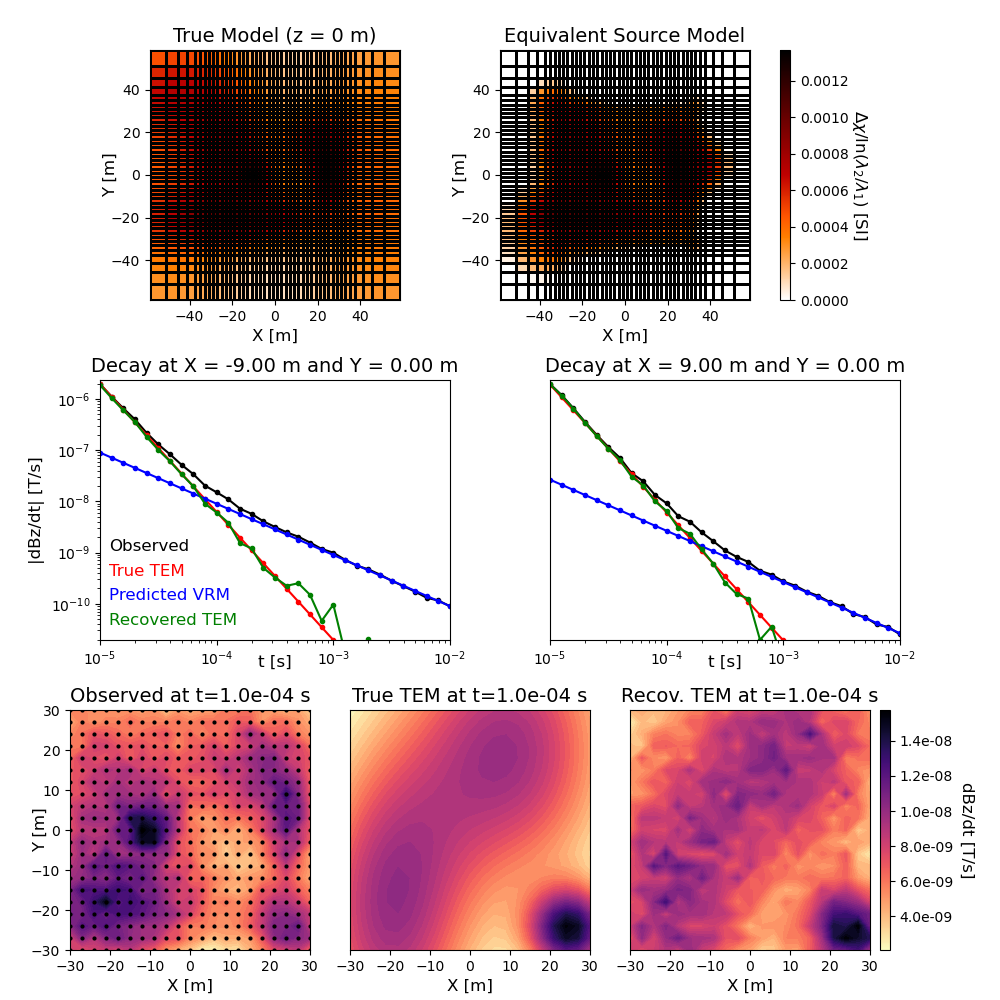 True Model (z = 0 m)
Equivalent Source Model
Y [m]
40
20
0
−20
−40
−40
−20
0
20
40
X [m]
Y [m]
40
20
0
−20
−40
−40
−20
0
20
40
X [m]
0.0012
0.0010
0.0008
0.0006
0.0004
0.0002
0.0000
Δχ/ln(λ₂/λ₁) [SI]
Decay at X = -9.00 m and Y = 0.00 m
Decay at X = 9.00 m and Y = 0.00 m
|dBz/dt| [T/s]
10⁻⁶
10⁻⁷
10⁻⁸
10⁻⁹
10⁻¹⁰
Observed
True TEM
Predicted VRM
Recovered TEM
10⁻⁵
10⁻⁴
10⁻³
10⁻²
t [s]
10⁻⁵
10⁻⁴
10⁻³
10⁻²
t [s]
Observed at t=1.0e-04 s
True TEM at t=1.0e-04 s
Recov. TEM at t=1.0e-04 s
Y [m]
30
20
10
0
−10
−20
−30
−30
−20
−10
0
10
20
30
X [m]
−30
−20
−10
0
10
20
30
X [m]
−30
−20
−10
0
10
20
30
X [m]
1.4e-08
1.2e-08
1.0e-08
8.0e-09
6.0e-09
4.0e-09
dBz/dt [T/s]